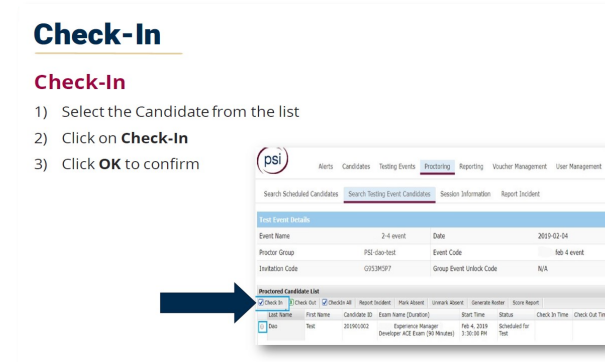 Check-In
Check-In
1) Select the Candidate from the list
2) Click on Check-In
3) Click OK to confirm
psi
Alerts Candidates Testing Events Proctoring Reporting Voucher Management User Management
Search Scheduled Candidates Search Testing Event Candidates Session Information Report Incident
Test Event Details
Event Name 2-4 event Date 2019-02-04
Proctor Group PSI-dao-test Event Code feb 4 event
Invitation Code G953M5P7 Group Event Unlock Code N/A
Proctored Candidate List
Check In Check Out CheckIn All Report Incident Mark Absent Unmark Absent Generate Roster Score Report
Last Name First Name Candidate ID Exam Name (Duration) Start Time Status Check In Time Check Out Tim
Dao Test 201901002 Experience Manager Feb 4, 2019 Scheduled for
Developer ACE Exam (90 Minutes) 3:30:00 PM Test